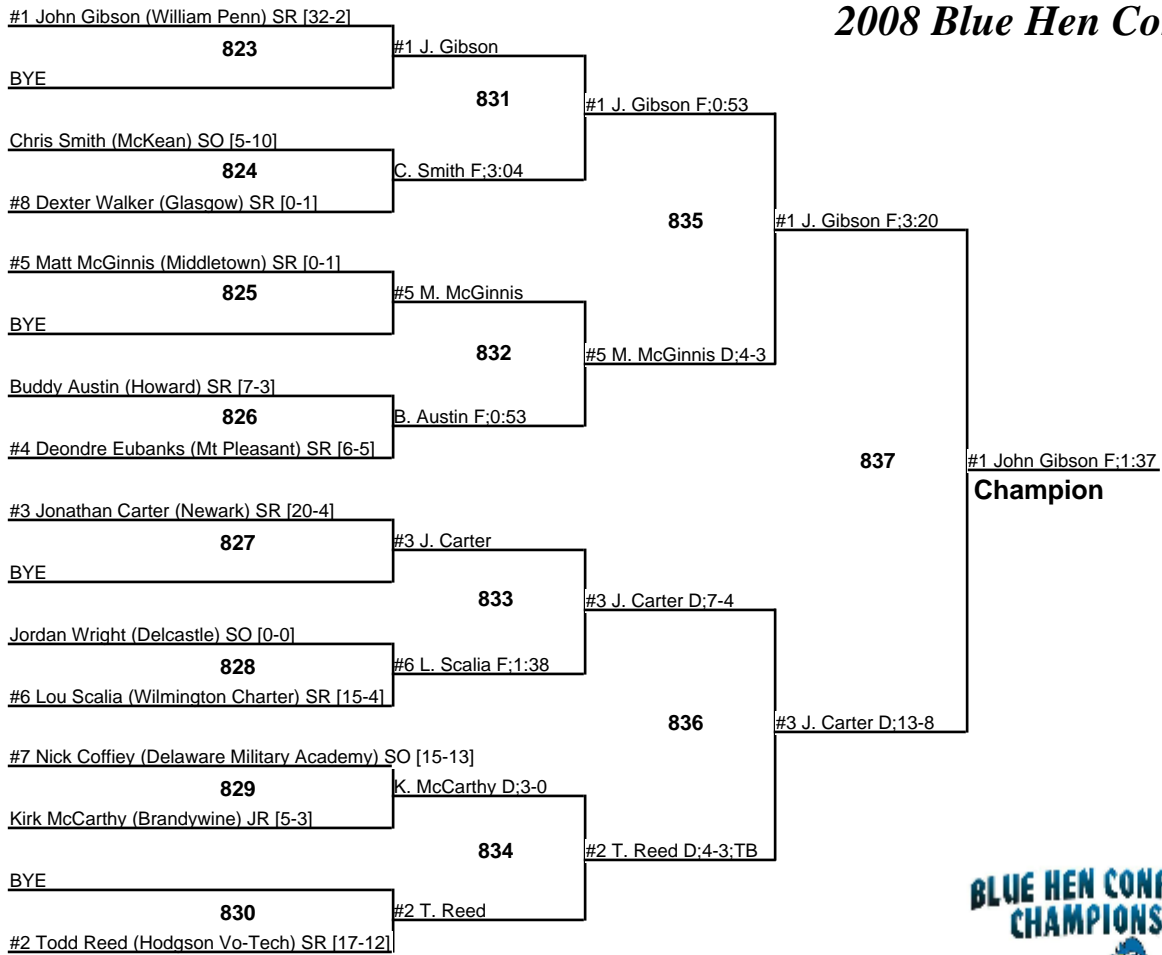 2008 Blue Hen Co
#1 John Gibson (William Penn) SR [32-2]
823
BYE
#1 J. Gibson
831
Chris Smith (McKean) SO [5-10]
824
#8 Dexter Walker (Glasgow) SR [0-1]
C. Smith F;3:04
#1 J. Gibson F;0:53
835
#5 Matt McGinnis (Middletown) SR [0-1]
825
BYE
#5 M. McGinnis
832
Buddy Austin (Howard) SR [7-3]
826
#4 Deondre Eubanks (Mt Pleasant) SR [6-5]
B. Austin F;0:53
#5 M. McGinnis D;4-3
#1 J. Gibson F;3:20
837
#1 John Gibson F;1:37
Champion
#3 Jonathan Carter (Newark) SR [20-4]
827
BYE
#3 J. Carter
833
Jordan Wright (Delcastle) SO [0-0]
828
#6 Lou Scalia (Wilmington Charter) SR [15-4]
#6 L. Scalia F;1:38
#3 J. Carter D;7-4
836
#3 J. Carter D;13-8
#7 Nick Coffiey (Delaware Military Academy) SO [15-13]
829
Kirk McCarthy (Brandywine) JR [5-3]
K. McCarthy D;3-0
834
BYE
830
#2 Todd Reed (Hodgson Vo-Tech) SR [17-12]
#2 T. Reed
#2 T. Reed D;4-3;TB
BLUE HEN CON
CHAMPIONS